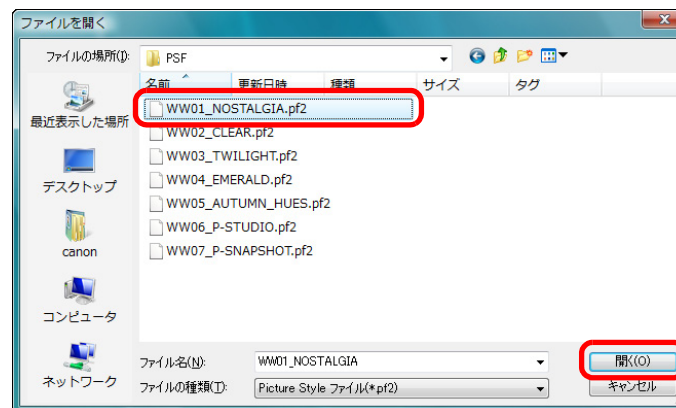 ファイルを開く
ファイルの場所(I):
PSF
名前 更新日時 種類 サイズ タグ
WW01_NOSTALGIA.pf2
WW02_CLEAR.pf2
WW03_TWILIGHT.pf2
WW04_EMERALD.pf2
WW05_AUTUMN_HUES.pf2
WW06_P-STUDIO.pf2
WW07_P-SNAPSHOT.pf2
最近表示した場所
デスクトップ
canon
コンピュータ
ネットワーク
ファイル名(N): WW01_NOSTALGIA 開く(O)
ファイルの種類(T): Picture Style ファイル(*.pf2) キャンセル